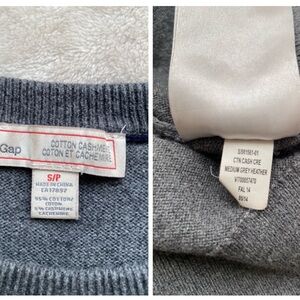 Gap
COTTON CASHMERE
COTON ET CACHEMIRE
S/P
MADE IN CHINA
CA17897
95% COTTON
COTON
5% CASHMERE
CACHEMIRE
CTN CASH CRE
MEDIUM GREY HEATHER
FAL 14